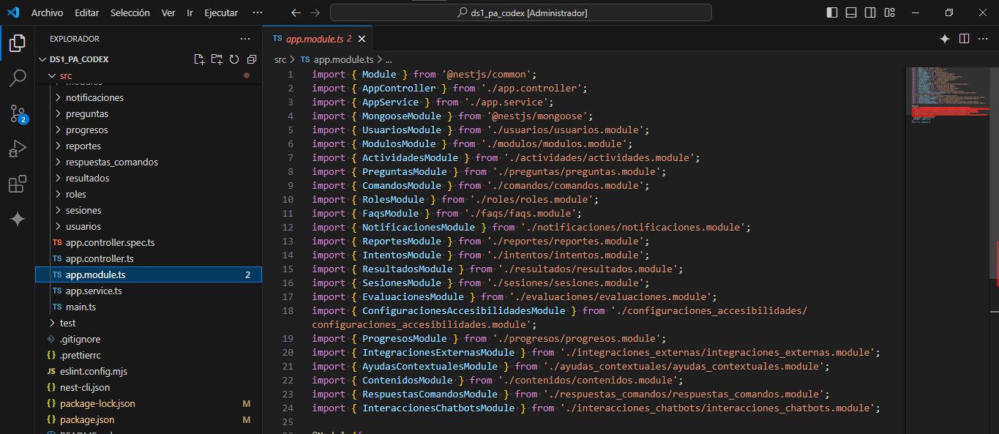 Archivo Editar Selección Ver Ir Ejecutar ··· ds1_pa_codex [Administrador]
EXPLORADOR ···
DS1_PA_CODEX
src
modulos
notificaciones
preguntas
progresos
reportes
respuestas_comandos
resultados
roles
sesiones
usuarios
TS app.controller.spec.ts
TS app.controller.ts
TS app.module.ts 2
TS app.service.ts
TS main.ts
test
.gitignore
{} .prettierrc
JS eslint.config.mjs
{} nest-cli.json
{} package-lock.json M
{} package.json M
2
TS app.module.ts 2
src > TS app.module.ts > ...
1 import { Module } from '@nestjs/common';
2 import { AppController } from './app.controller';
3 import { AppService } from './app.service';
4 import { MongooseModule } from '@nestjs/mongoose';
5 import { UsuariosModule } from './usuarios/usuarios.module';
6 import { ModulosModule } from './modulos/modulos.module';
7 import { ActividadesModule } from './actividades/actividades.module';
8 import { PreguntasModule } from './preguntas/preguntas.module';
9 import { ComandosModule } from './comandos/comandos.module';
10 import { RolesModule } from './roles/roles.module';
11 import { FaqsModule } from './faqs/faqs.module';
12 import { NotificacionesModule } from './notificaciones/notificaciones.module';
13 import { ReportesModule } from './reportes/reportes.module';
14 import { IntentosModule } from './intentos/intentos.module';
15 import { ResultadosModule } from './resultados/resultados.module';
16 import { SesionesModule } from './sesiones/sesiones.module';
17 import { EvaluacionesModule } from './evaluaciones/evaluaciones.module';
18 import { ConfiguracionesAccesibilidadesModule } from './configuraciones_accesibilidades/
configuraciones_accesibilidades.module';
19 import { ProgresosModule } from './progresos/progresos.module';
20 import { IntegracionesExternasModule } from './integraciones_externas/integraciones_externas.module';
21 import { AyudasContextualesModule } from './ayudas_contextuales/ayudas_contextuales.module';
22 import { ContenidosModule } from './contenidos/contenidos.module';
23 import { RespuestasComandosModule } from './respuestas_comandos/respuestas_comandos.module';
24 import { InteraccionesChatbotsModule } from './interacciones_chatbots/interacciones_chatbots.module';
25